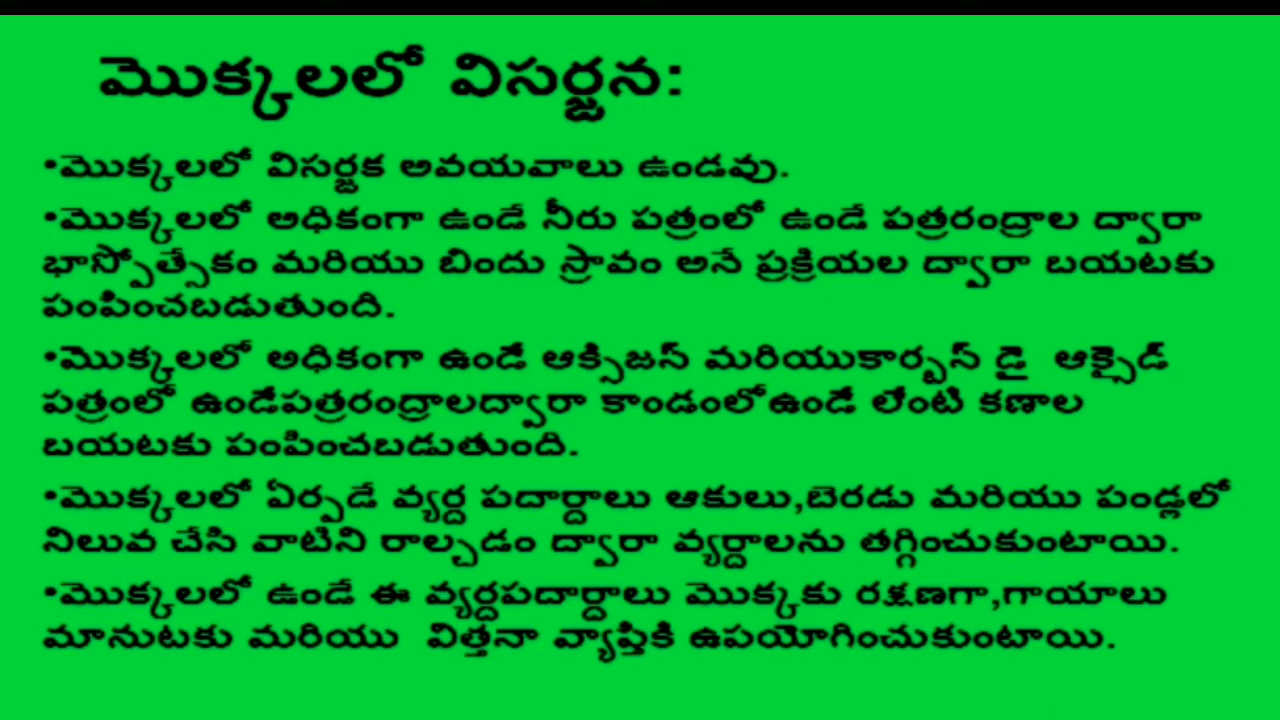 మొక్కలలో విసర్జన:
•మొక్కలలో విసర్జక అవయవాలు ఉండవు.
•మొక్కలలో అధికంగా ఉండే నీరు పత్రంలో ఉండే పత్రరంద్రాల ద్వారా
భాస్పోత్సేకం మరియు బిందు స్రావం అనే ప్రక్రియల ద్వారా బయటకు
పంపించబడుతుంది.
•మొక్కలలో అధికంగా ఉండే ఆక్సిజన్ మరియుకార్బన్ డై ఆక్సైడ్
పత్రంలో ఉండేపత్రరంద్రాలద్వారా కాండంలోఉండే లేంటి కణాల
బయటకు పంపించబడుతుంది.
•మొక్కలలో ఏర్పడే వ్యర్ద పదార్దాలు ఆకులు,బెరడు మరియు పండ్లలో
నిలువ చేసి వాటిని రాల్చడం ద్వారా వ్యర్దాలను తగ్గించుకుంటాయి.
•మొక్కలలో ఉండే ఈ వ్యర్దపదార్దాలు మొక్కకు రక్షణగా,గాయాలు
మానుటకు మరియు విత్తనా వ్యాప్తికి ఉపయోగించుకుంటాయి.